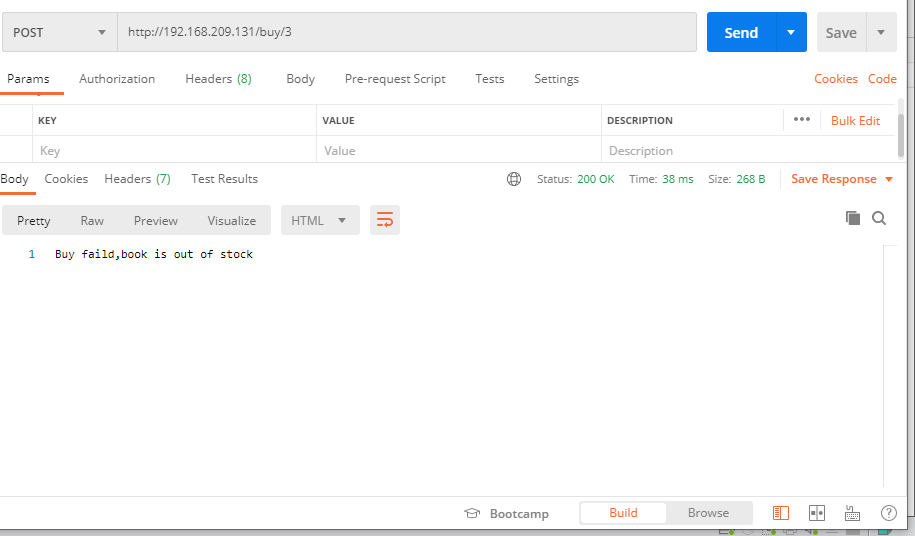 POST http://192.168.209.131/buy/3 Send Save
Params Authorization Headers (8) Body Pre-request Script Tests Settings Cookies Code
KEY VALUE DESCRIPTION ••• Bulk Edit
Key Value Description
Body Cookies Headers (7) Test Results Status: 200 OK Time: 38 ms Size: 268 B Save Response
Pretty Raw Preview Visualize HTML
1 Buy faild,book is out of stock
Bootcamp Build Browse ?